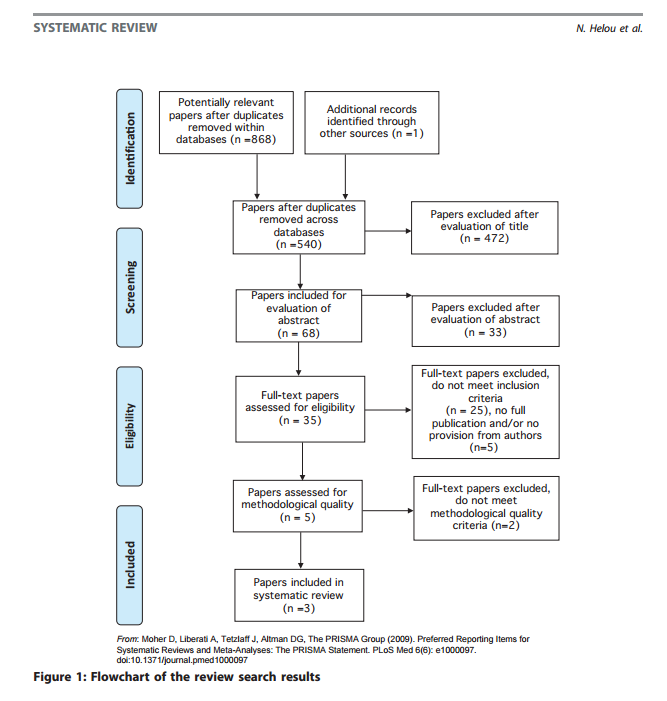 SYSTEMATIC REVIEW
N. Helou et al.
Identification
Potentially relevant
papers after duplicates
removed within
databases (n =868)
Additional records
identified through
other sources (n =1)
Papers after duplicates
removed across
databases
(n =540)
Papers excluded after
evaluation of title
(n = 472)
Screening
Papers included for
evaluation of
abstract
(n = 68)
Papers excluded after
evaluation of abstract
(n = 33)
Eligibility
Full-text papers
assessed for eligibility
(n = 35)
Full-text papers excluded,
do not meet inclusion
criteria
(n = 25), no full
publication and/or no
provision from authors
(n=5)
Papers assessed for
methodological quality
(n = 5)
Full-text papers excluded,
do not meet
methodological quality
criteria (n=2)
Included
Papers included in
systematic review
(n =3)
From: Moher D, Liberati A, Tetzlaff J, Altman DG, The PRISMA Group (2009). Preferred Reporting Items for
Systematic Reviews and Meta-Analyses: The PRISMA Statement. PLoS Med 6(6): e1000097.
doi:10.1371/journal.pmed1000097
Figure 1: Flowchart of the review search results